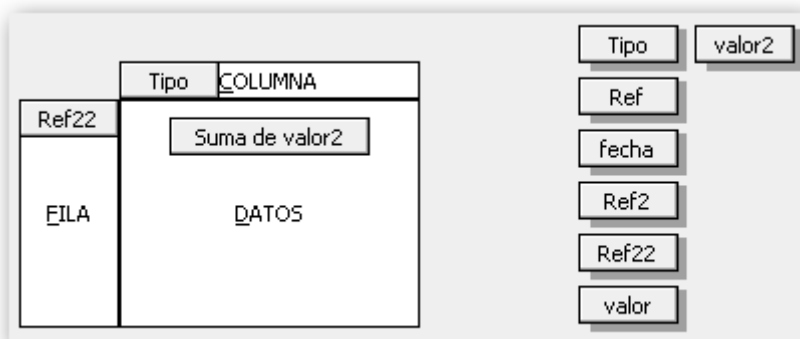 Tipo COLUMNA
Ref22
Suma de valor2
FILA
DATOS
Tipo valor2
Ref
fecha
Ref2
Ref22
valor